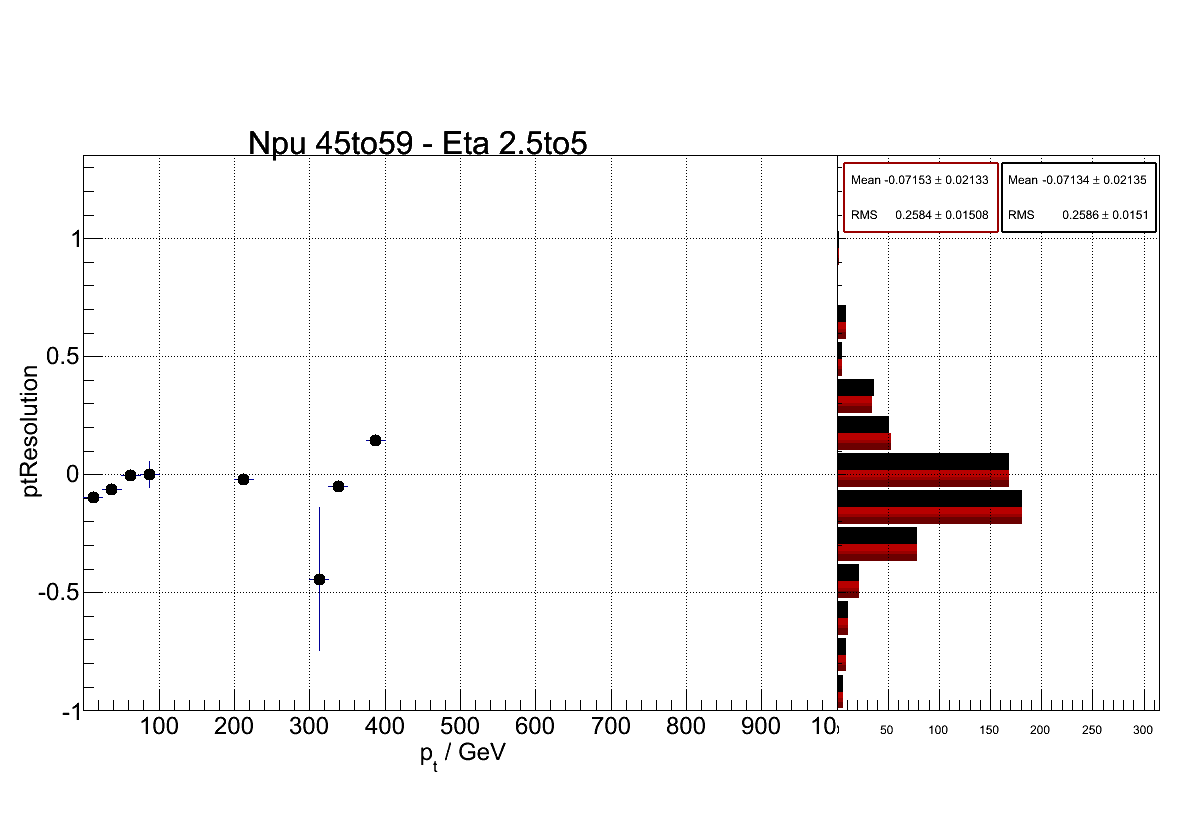 Npu 45to59 - Eta 2.5to5
Mean -0.07153 ± 0.02133
RMS 0.2584 ± 0.01508
Mean -0.07134 ± 0.02135
RMS 0.2586 ± 0.0151
1
0.5
0
-0.5
-1
ptResolution
100 200 300 400 500 600 700 800 900 10
50 100 150 200 250 300
pt / GeV